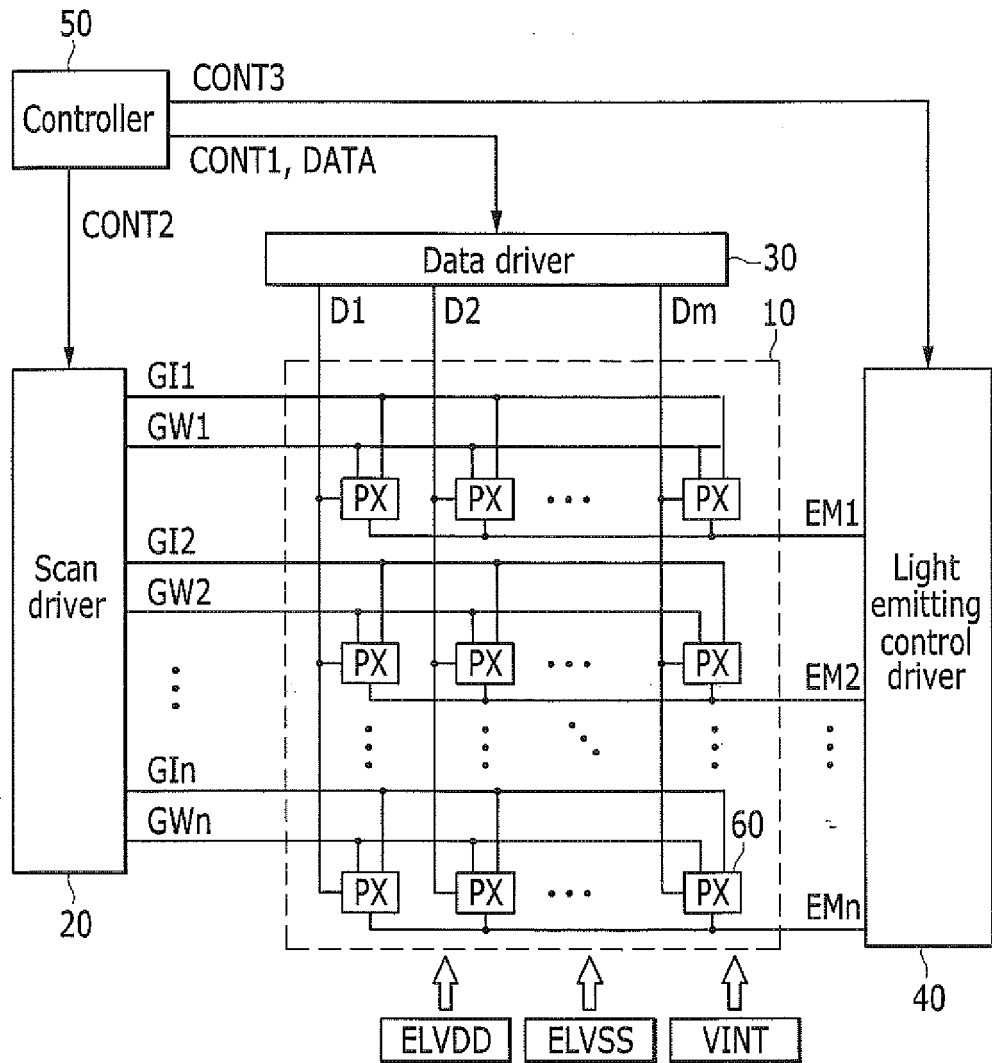 50
Controller
CONT3
CONT1, DATA
CONT2
Data driver
30
D1
D2
Dm
10
GI1
GW1
PX
PX
PX
EM1
GI2
GW2
PX
PX
PX
EM2
Scan
driver
Light
emitting
control
driver
GIn
GWn
60
PX
PX
PX
EMn
20
40
ELVDD
ELVSS
VINT